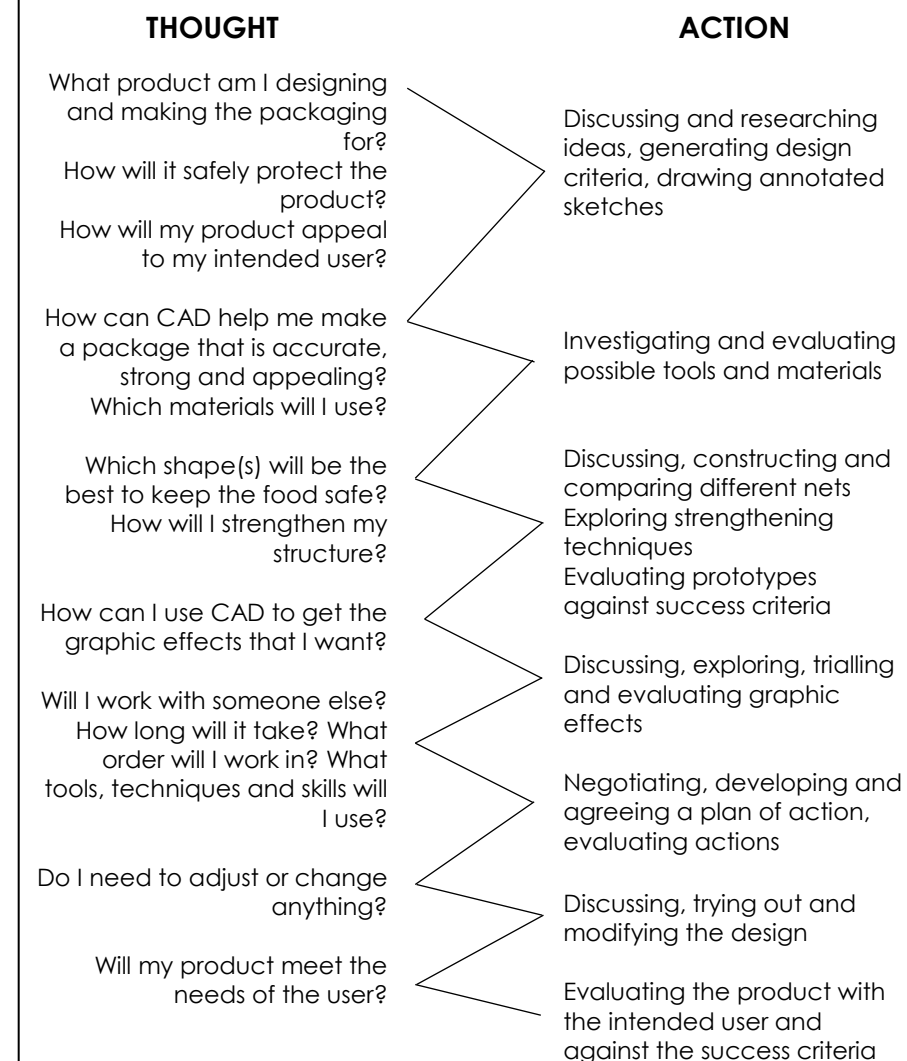 THOUGHT
What product am I designing
and making the packaging
for?
How will it safely protect the
product?
How will my product appeal
to my intended user?
How can CAD help me make
a package that is accurate,
strong and appealing?
Which materials will I use?
Which shape(s) will be the
best to keep the food safe?
How will I strengthen my
structure?
How can I use CAD to get the
graphic effects that I want?
Will I work with someone else?
How long will it take? What
order will I work in? What
tools, techniques and skills will
I use?
Do I need to adjust or change
anything?
Will my product meet the
needs of the user?
ACTION
Discussing and researching
ideas, generating design
criteria, drawing annotated
sketches
Investigating and evaluating
possible tools and materials
Discussing, constructing and
comparing different nets
Exploring strengthening
techniques
Evaluating prototypes
against success criteria
Discussing, exploring, trialling
and evaluating graphic
effects
Negotiating, developing and
agreeing a plan of action,
evaluating actions
Discussing, trying out and
modifying the design
Evaluating the product with
the intended user and
against the success criteria